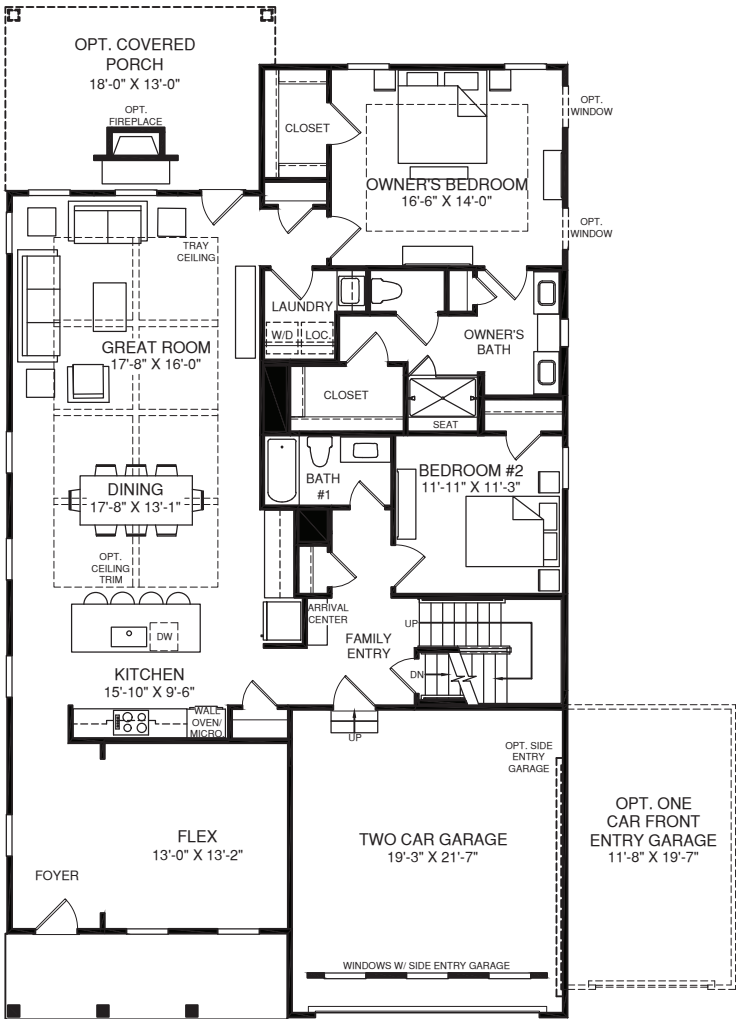 OPT. COVERED
PORCH
18'-0" X 13'-0"
OPT.
FIREPLACE
CLOSET
OPT.
WINDOW
OWNER'S BEDROOM
16'-6" X 14'-0"
OPT.
WINDOW
TRAY
CEILING
LAUNDRY
W/D
LOC.
OWNER'S
BATH
GREAT ROOM
17'-8" X 16'-0"
CLOSET
SEAT
BATH
#1
BEDROOM #2
11'-11" X 11'-3"
DINING
17'-8" X 13'-1"
OPT.
CEILING
TRIM
ARRIVAL
CENTER
FAMILY
ENTRY
UP
DN
DW
KITCHEN
15'-10" X 9'-6"
WALL
OVEN/
MICRO.
UP
OPT. SIDE
ENTRY
GARAGE
FLEX
13'-0" X 13'-2"
FOYER
TWO CAR GARAGE
19'-3" X 21'-7"
OPT. ONE
CAR FRONT
ENTRY GARAGE
11'-8" X 19'-7"
WINDOWS W/ SIDE ENTRY GARAGE